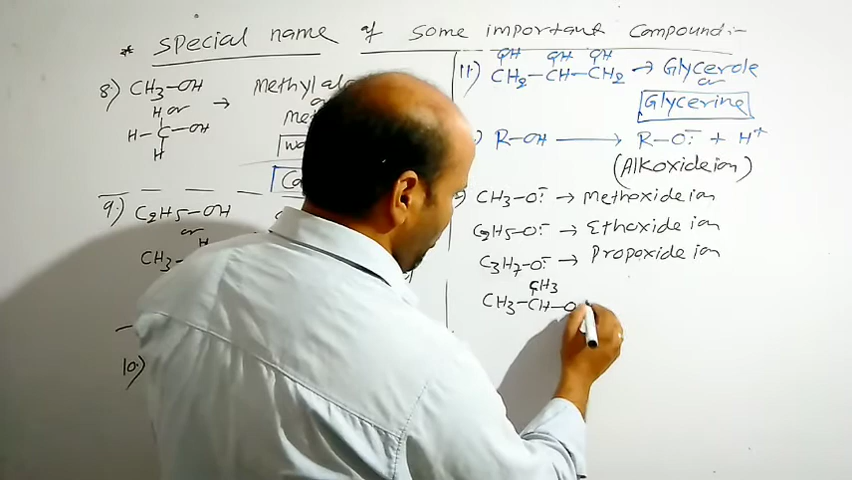 * special name of some important Compound:-
8) CH3-OH → Methyl
or
H
H-C-OH
H
9.) C2H5-OH
or
H
CH3-
10.)
11) CH2-CH-CH2 → Glycerole
OH OH OH
or
Glycerine
) R-OH → R-O:⁻ + H⁺
(Alkoxide ion)
) CH3-O:⁻ → Methoxide ion
C2H5-O:⁻ → Ethoxide ion
C3H7-O:⁻ → Propoxide ion
CH3
CH3-CH-O